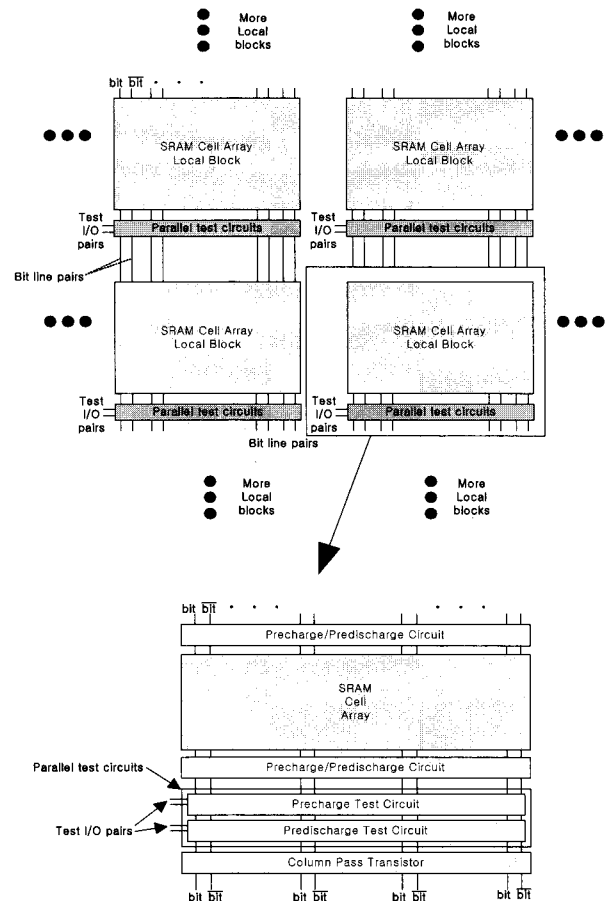 More
Local
blocks
More
Local
blocks
bit bit · · ·
SRAM Cell Array
Local Block
SRAM Cell Array
Local Block
Test
I/O
pairs
Parallel test circuits
Test
I/O
pairs
Parallel test circuits
Bit line pairs
SRAM Cell Array
Local Block
SRAM Cell Array
Local Block
Test
I/O
pairs
Parallel test circuits
Test
I/O
pairs
Parallel test circuits
Bit line pairs
More
Local
blocks
More
Local
blocks
bit bit · · · · · ·
Precharge/Predischarge Circuit
SRAM
Cell
Array
Precharge/Predischarge Circuit
Parallel test circuits
Precharge Test Circuit
Test I/O pairs
Predischarge Test Circuit
Column Pass Transistor
bit bit bit bit bit bit bit bit